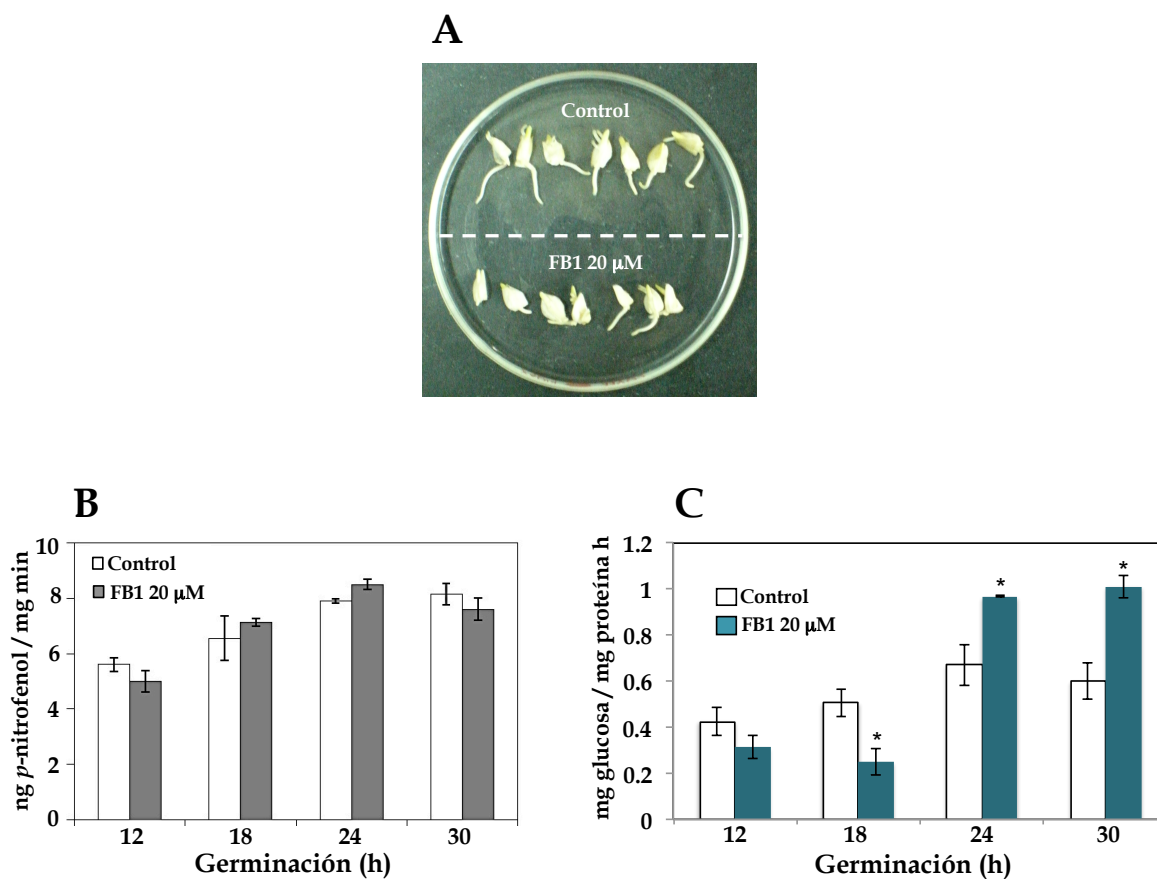 A
Control
FB1 20 µM
B
ng p-nitrofenol / mg min
10
8
6
4
2
0
Control
FB1 20 µM
12 18 24 30
Germinación (h)
C
mg glucosa / mg proteína h
1.2
1
0.8
0.6
0.4
0.2
0
Control
FB1 20 µM
*
*
*
12 18 24 30
Germinación (h)